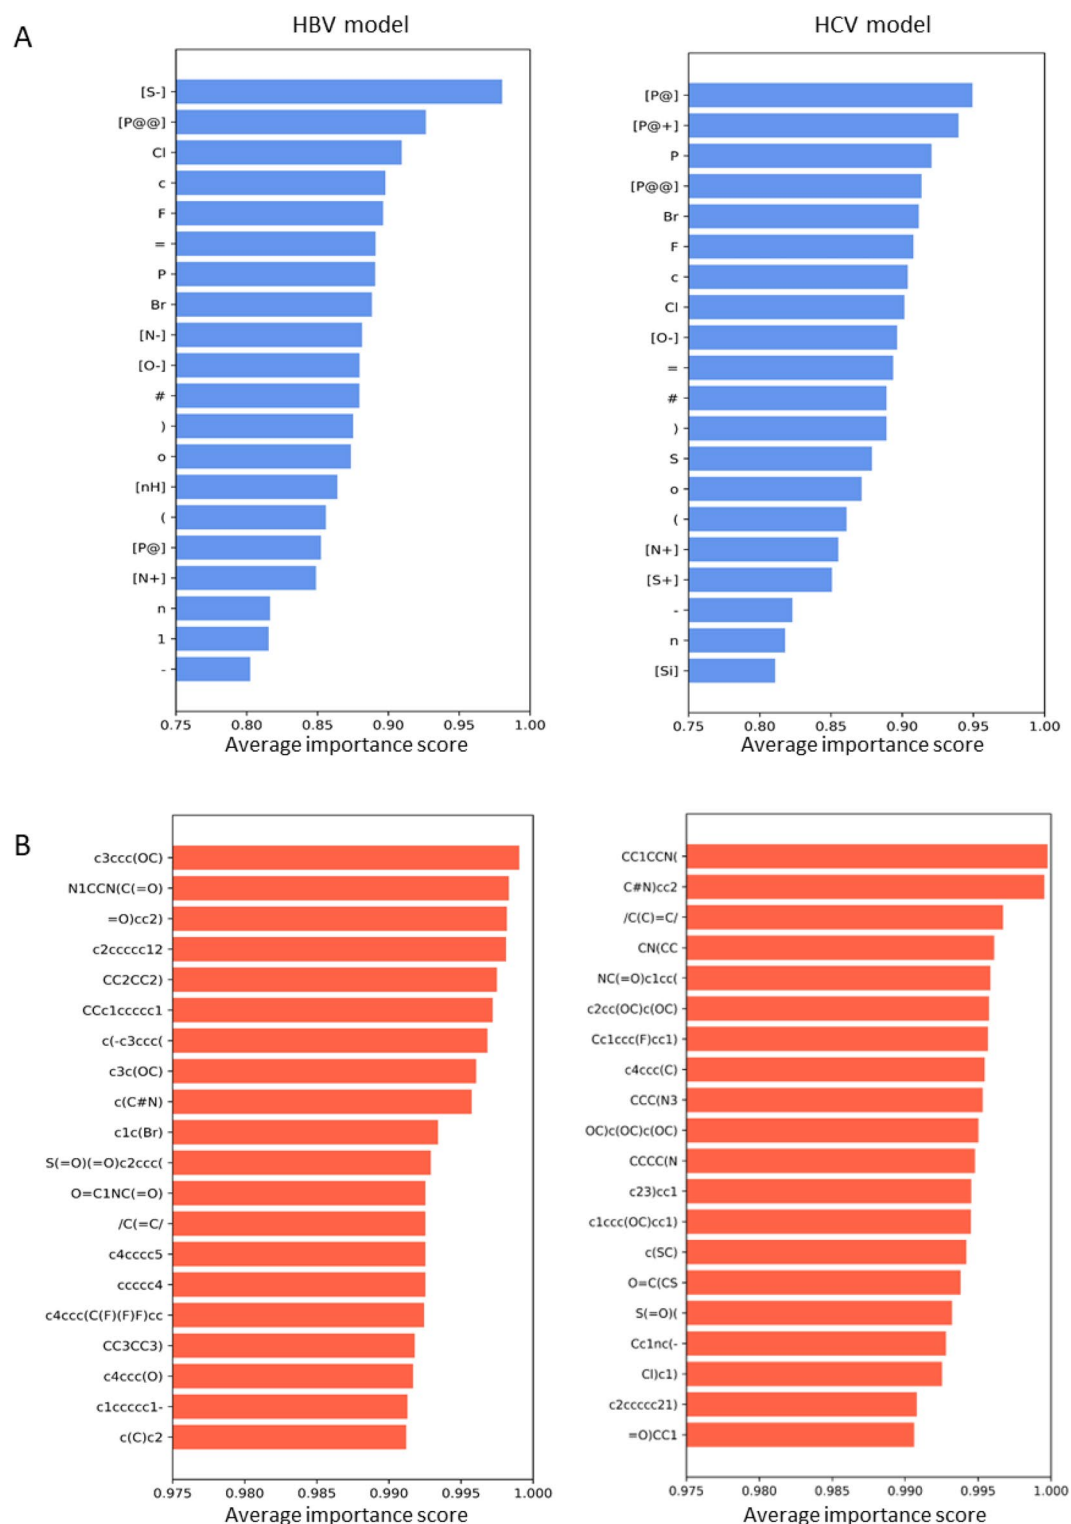 A
HBV model
HCV model
[S-]
[P@@]
Cl
c
F
=
P
Br
[N-]
[O-]
#
)
o
[nH]
(
[P@]
[N+]
n
1
-
0.75 0.80 0.85 0.90 0.95 1.00
Average importance score
[P@]
[P@+]
P
[P@@]
Br
F
c
Cl
[O-]
=
#
)
S
o
(
[N+]
[S+]
-
n
[Si]
0.75 0.80 0.85 0.90 0.95 1.00
Average importance score
B
c3ccc(OC)
N1CCN(C(=O)
=O)cc2)
c2ccccc12
CC2CC2)
CCc1ccccc1
c(-c3ccc(
c3c(OC)
c(C#N)
c1c(Br)
S(=O)(=O)c2ccc(
O=C1NC(=O)
/C(=C/
c4cccc5
ccccc4
c4ccc(C(F)(F)F)cc
CC3CC3)
c4ccc(O)
c1ccccc1-
c(C)c2
0.975 0.980 0.985 0.990 0.995 1.000
Average importance score
CC1CCN(
C#N)cc2
/C(C)=C/
CN(CC
NC(=O)c1cc(
c2cc(OC)c(OC)
Cc1ccc(F)cc1)
c4ccc(C)
CCC(N3
OC)c(OC)c(OC)
CCCC(N
c23)cc1
c1ccc(OC)cc1)
c(SC)
O=C(CS
S(=O)(
Cc1nc(-
Cl)c1)
c2ccccc21)
=O)CC1
0.975 0.980 0.985 0.990 0.995 1.000
Average importance score